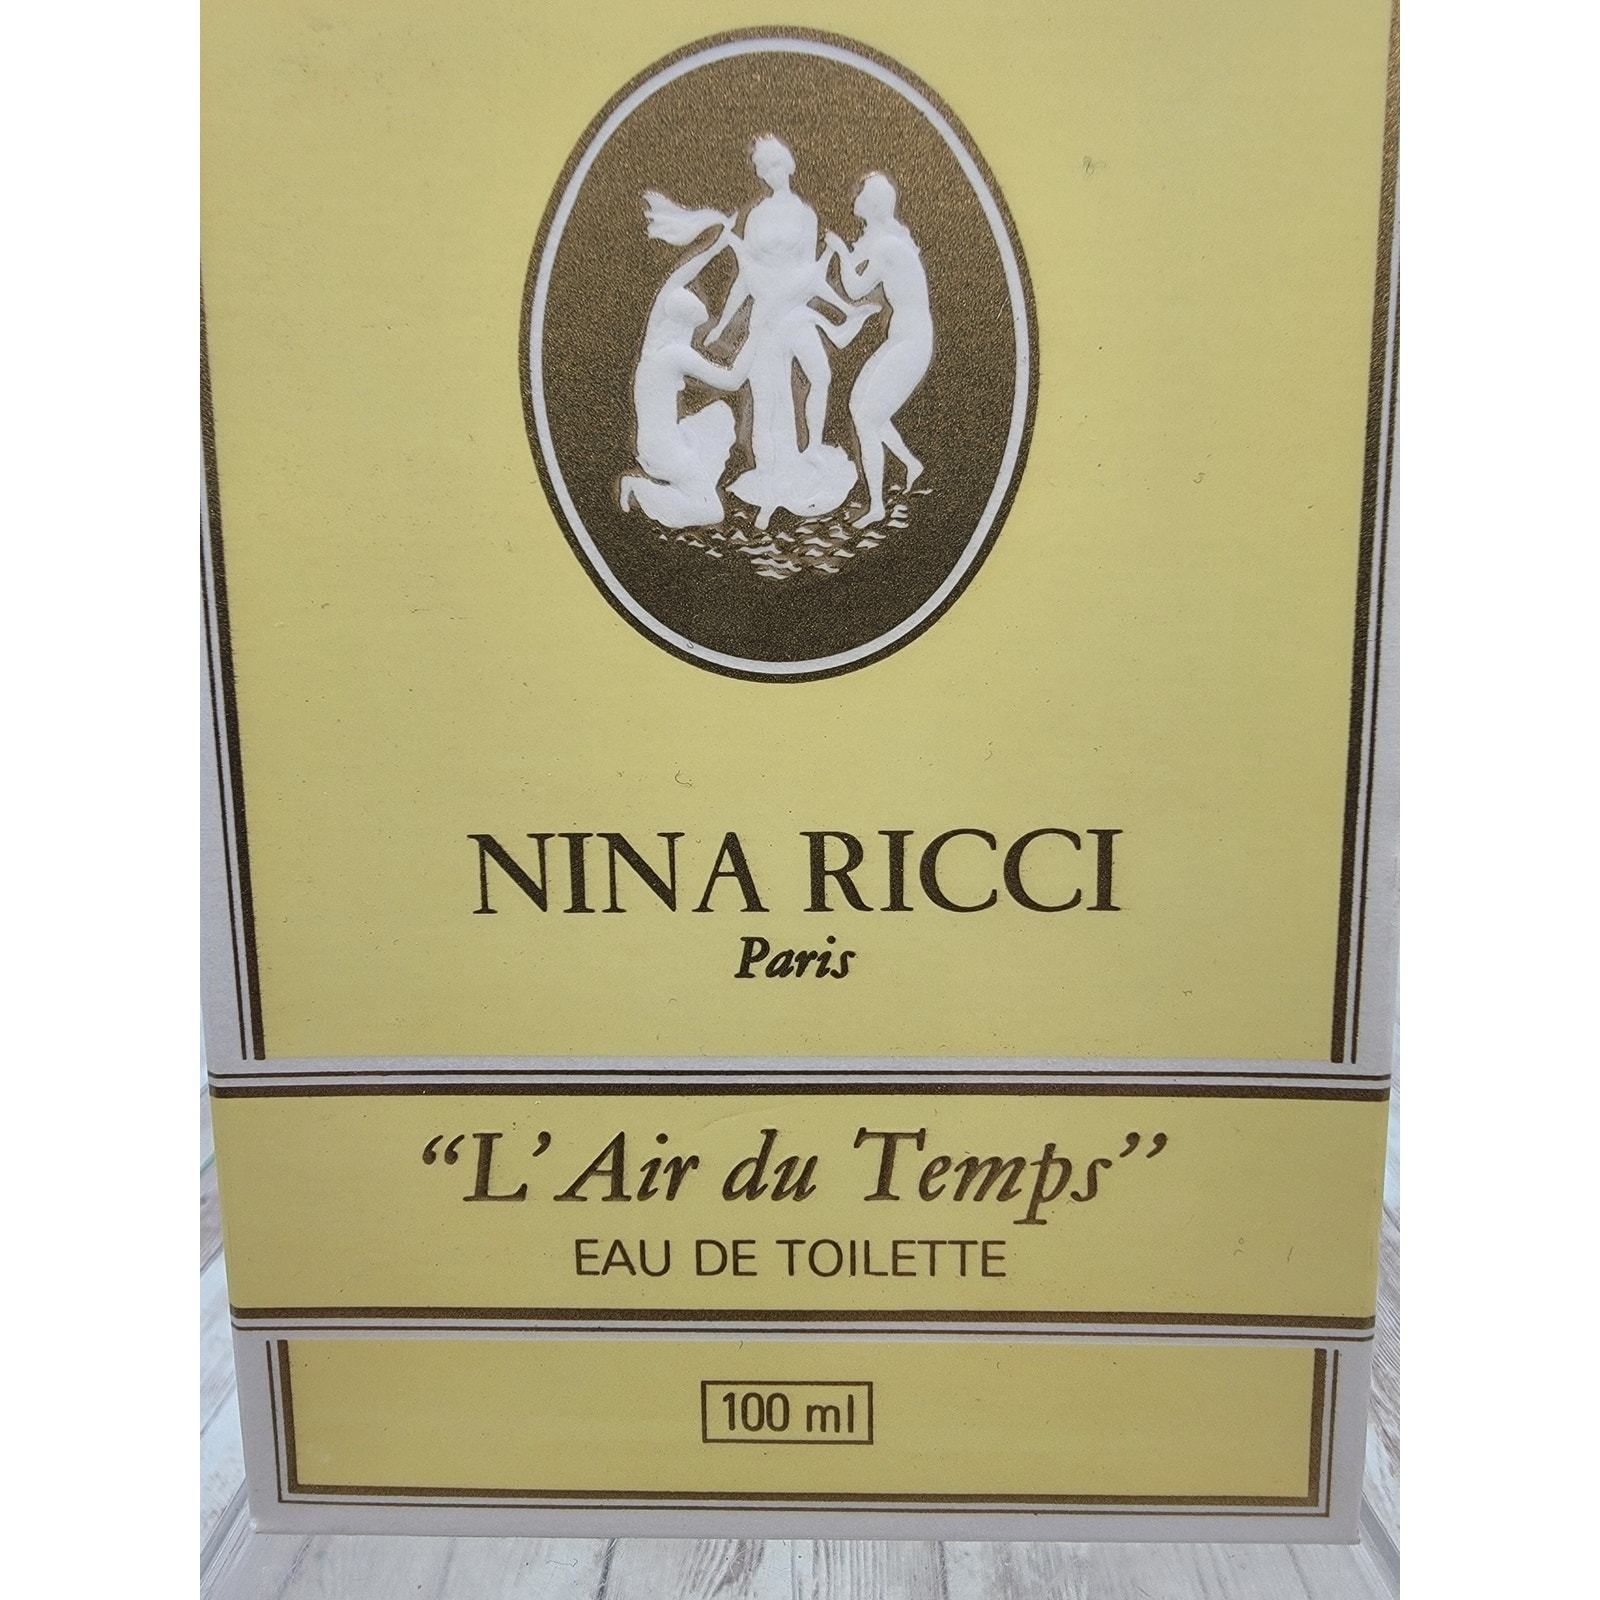 NINA RICCI
Paris
“L’Air du Temps”
EAU DE TOILETTE
100 ml